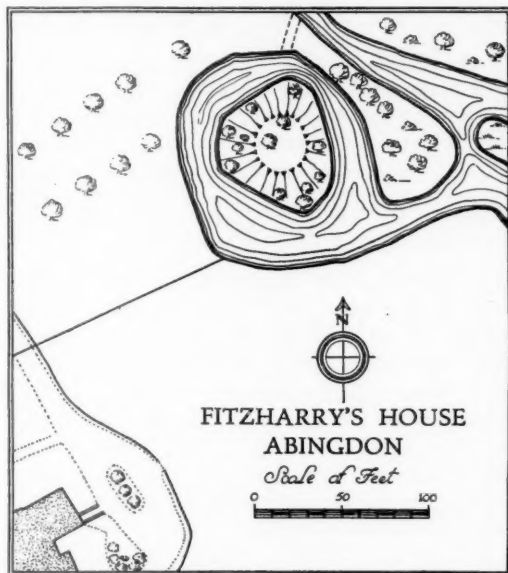 N
FITZHARRY'S HOUSE
ABINGDON
Scale of Feet
0 50 100